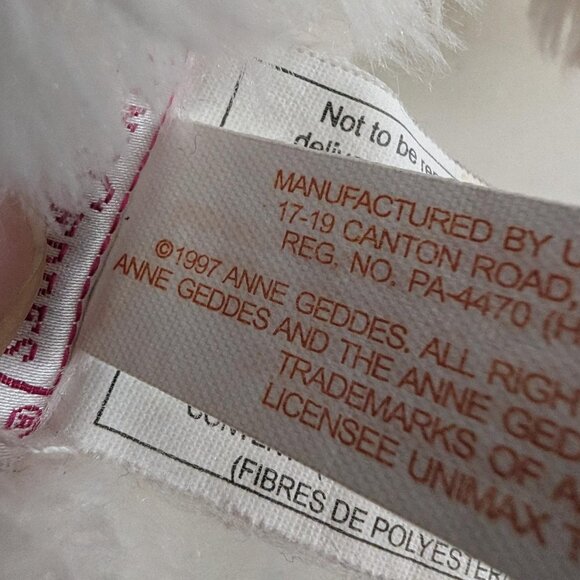 Not to be
MANUFACTURED BY U
17-19 CANTON ROAD,
REG. NO. PA-4470 (H
©1997 ANNE GEDDES. ALL RIGH
ANNE GEDDES AND THE ANNE GED
TRADEMARKS OF A
LICENSEE UNIMAX T
(FIBRES DE POLYESTER